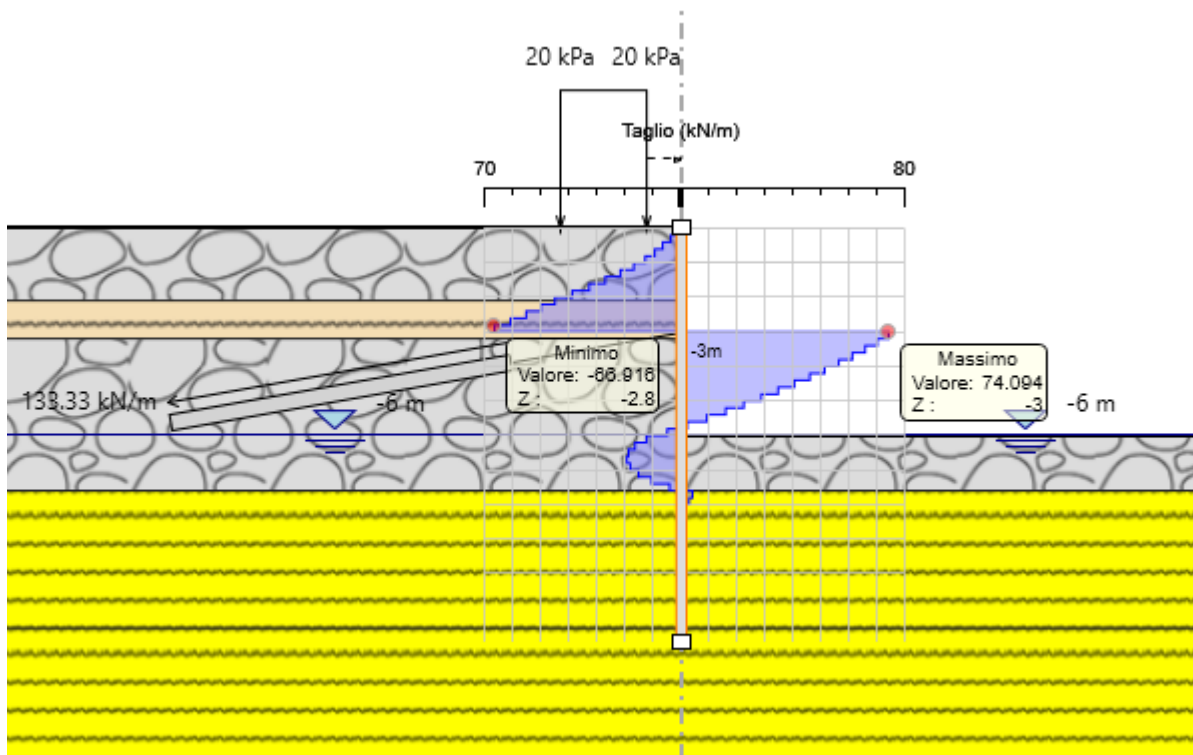 20 kPa 20 kPa
Taglio (kN/m)
70 80
-3m
Minimo
Valore: -66.916
Z : -2.8
Massimo
Valore: 74.094
Z : -3
133.33 kN/m
-6 m
-6 m